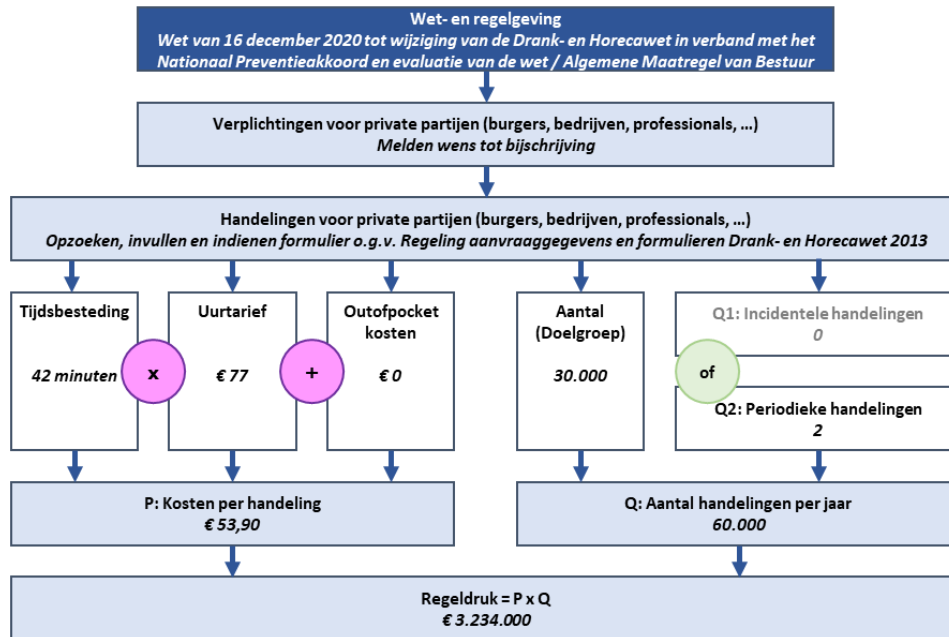 Wet- en regelgeving
Wet van 16 december 2020 tot wijziging van de Drank- en Horecawet in verband met het
Nationaal Preventieakkoord en evaluatie van de wet / Algemene Maatregel van Bestuur
Verplichtingen voor private partijen (burgers, bedrijven, professionals, ...)
Melden wens tot bijschrijving
Handelingen voor private partijen (burgers, bedrijven, professionals, ...)
Opzoeken, invullen en indienen formulier o.g.v. Regeling aanvraaggegevens en formulieren Drank- en Horecawet 2013
Tijdsbesteding
42 minuten
x
Uurtarief
€ 77
+
Outofpocket
kosten
€ 0
Aantal
(Doelgroep)
30.000
Q1: Incidentele handelingen
0
of
Q2: Periodieke handelingen
2
P: Kosten per handeling
€ 53,90
Q: Aantal handelingen per jaar
60.000
Regeldruk = P x Q
€ 3.234.000